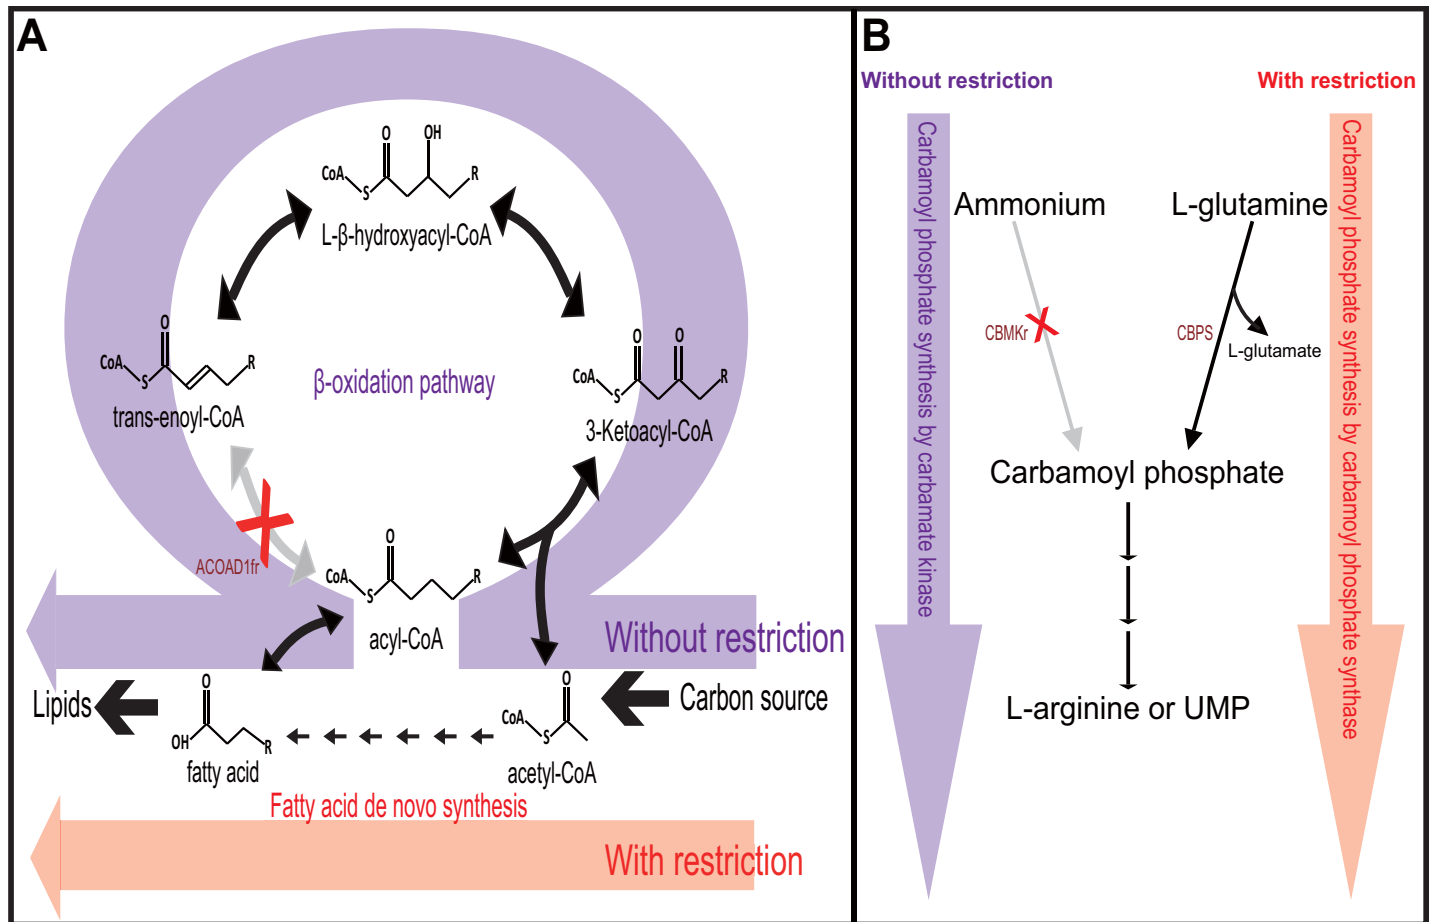 A
O
OH
CoA
S
R
L-β-hydroxyacyl-CoA
O
CoA
S
R
trans-enoyl-CoA
β-oxidation pathway
O
O
CoA
S
R
3-Ketoacyl-CoA
ACOAD1fr
O
CoA
S
R
acyl-CoA
Without restriction
Lipids
O
OH
R
fatty acid
O
CoA
S
acetyl-CoA
Carbon source
Fatty acid de novo synthesis
With restriction
B
Without restriction
With restriction
Carbamoyl phosphate synthesis by carbamate kinase
Carbamoyl phosphate synthesis by carbamoyl phosphate synthase
Ammonium
L-glutamine
CBMKr
CBPS
L-glutamate
Carbamoyl phosphate
L-arginine or UMP